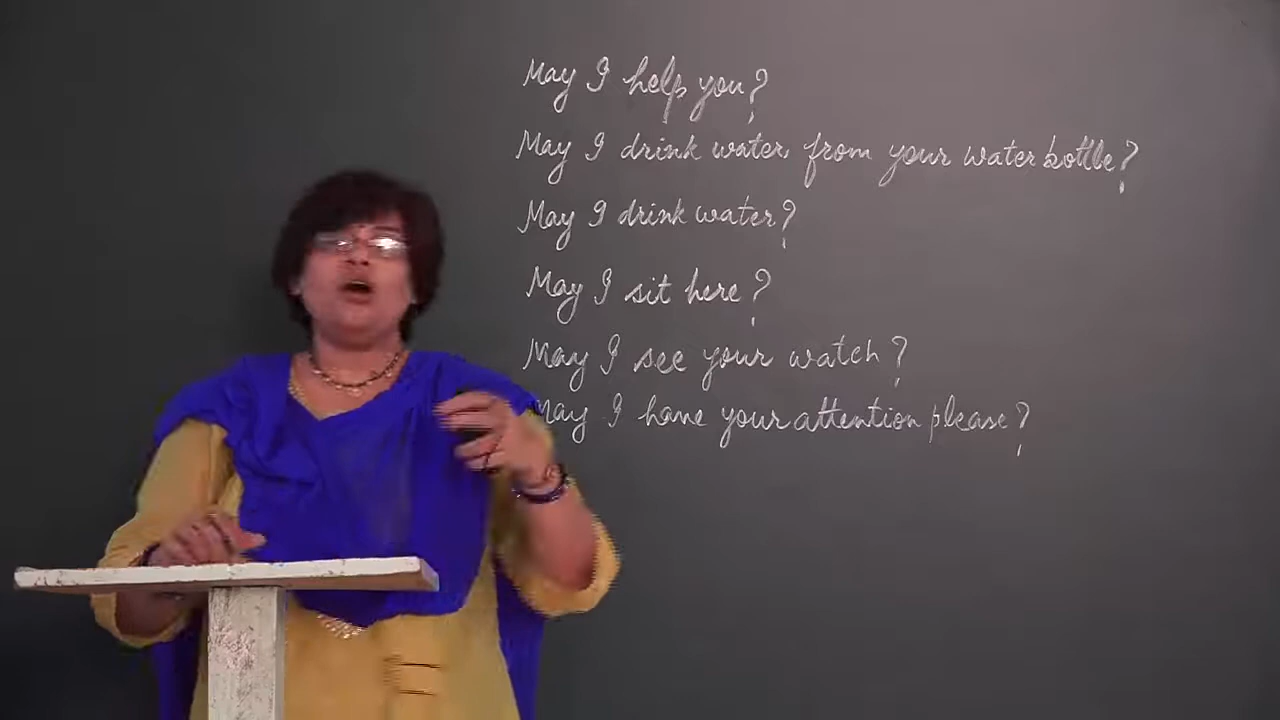 May I help you?
May I drink water from your water bottle?
May I drink water?
May I sit here?
May I see your watch?
May I have your attention please?